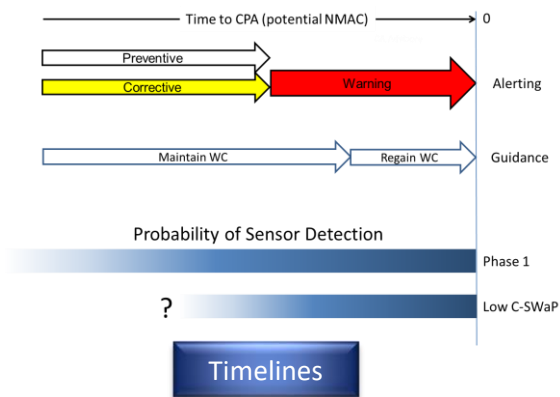 Time to CPA (potential NMAC) 0
Preventive
Corrective
Warning
Alerting
Maintain WC
Regain WC
Guidance
Probability of Sensor Detection
Phase 1
? Low C-SWaP
Timelines